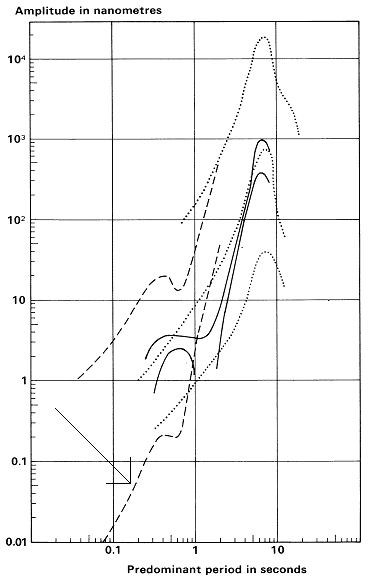 Amplitude in nanometres
10⁴
10³
10²
10
1
0.1
0.01
0.1 1 10
Predominant period in seconds